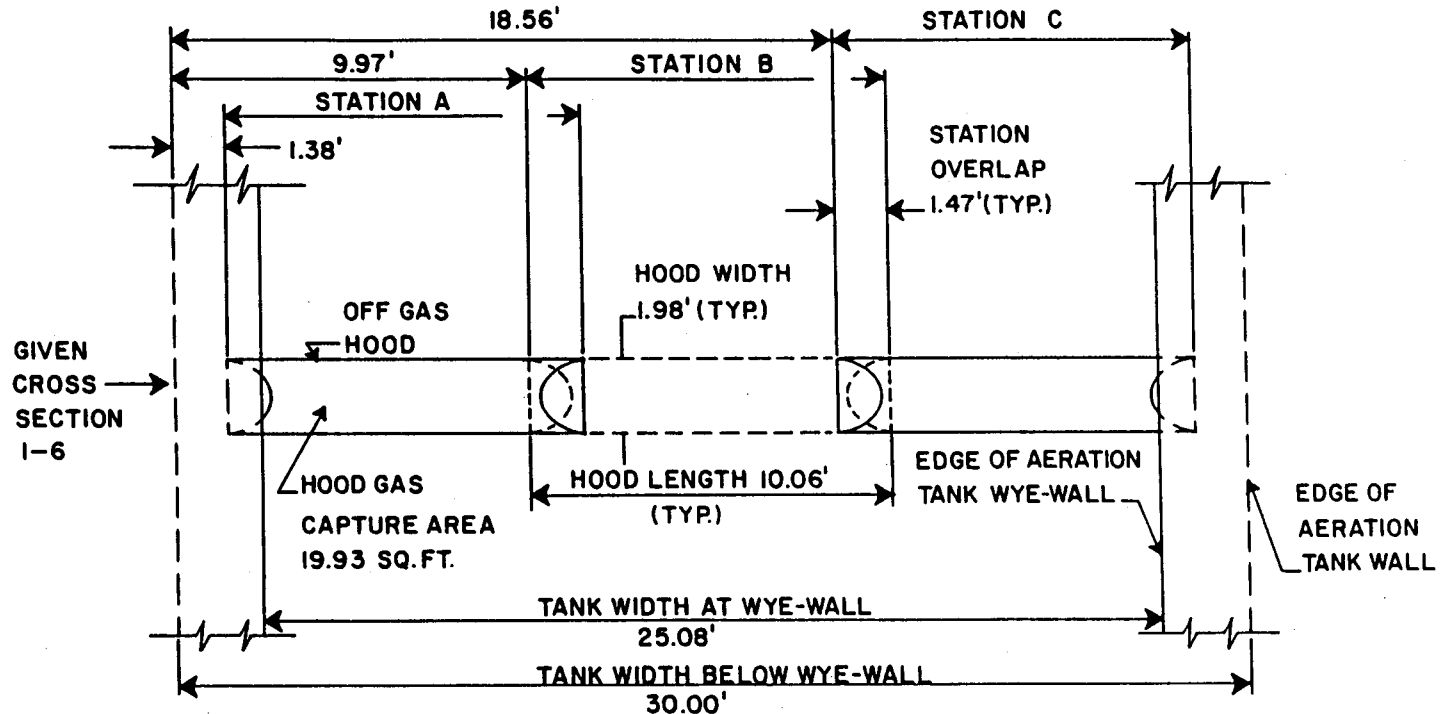 18.56'
STATION C
9.97'
STATION B
STATION A
1.38'
STATION
OVERLAP
1.47' (TYP.)
HOOD WIDTH
1.98' (TYP.)
OFF GAS
HOOD
GIVEN
CROSS
SECTION
1-6
HOOD GAS
CAPTURE AREA
19.93 SQ. FT.
HOOD LENGTH 10.06'
(TYP.)
EDGE OF AERATION
TANK WYE-WALL
EDGE OF
AERATION
TANK WALL
TANK WIDTH AT WYE-WALL
25.08'
TANK WIDTH BELOW WYE-WALL
30.00'